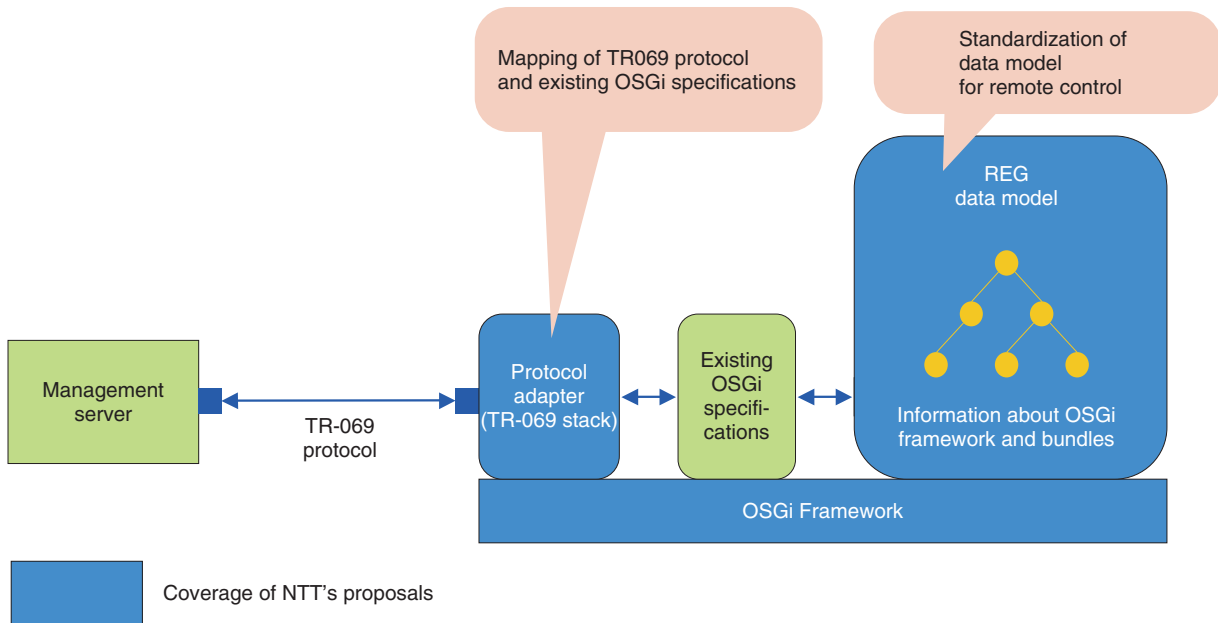 Mapping of TR069 protocol
and existing OSGi specifications
Standardization of
data model
for remote control
REG
data model
Management
server
TR-069
protocol
Protocol
adapter
(TR-069 stack)
Existing
OSGi
specifi-
cations
Information about OSGi
framework and bundles
OSGi Framework
Coverage of NTT's proposals